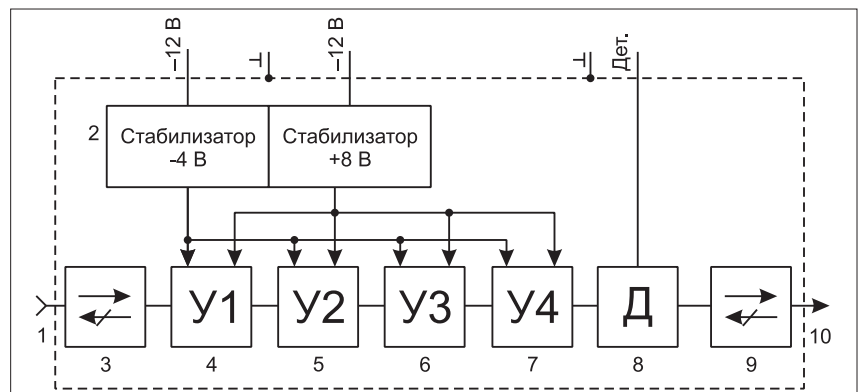 –12 В
⊥
–12 В
⊥
Дет.
2
Стабилизатор
-4 В
Стабилизатор
+8 В
У1
У2
У3
У4
Д
1
3
4
5
6
7
8
9
10